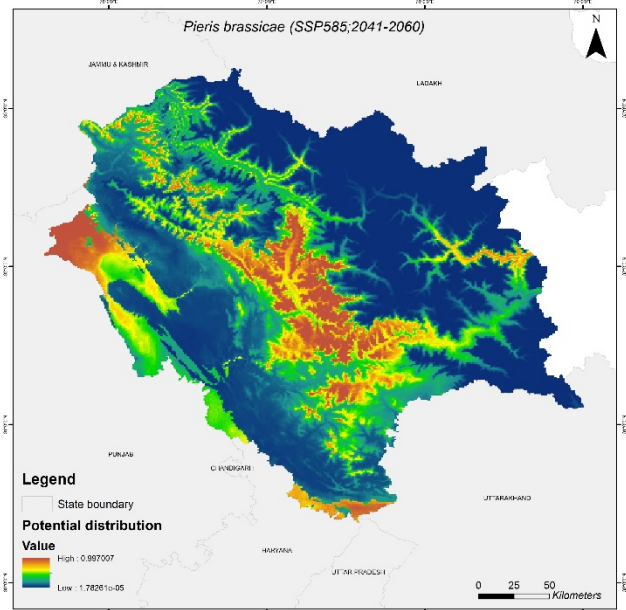 Pieris brassicae (SSP585;2041-2060)
N
JAMMU & KASHMIR
LADAKH
PUNJAB
CHANDIGARH
UTTARAKHAND
HARYANA
UTTAR PRADESH
Legend
State boundary
Potential distribution
Value
High : 0.997007
Low : 1.78261e-05
0 25 50
Kilometers